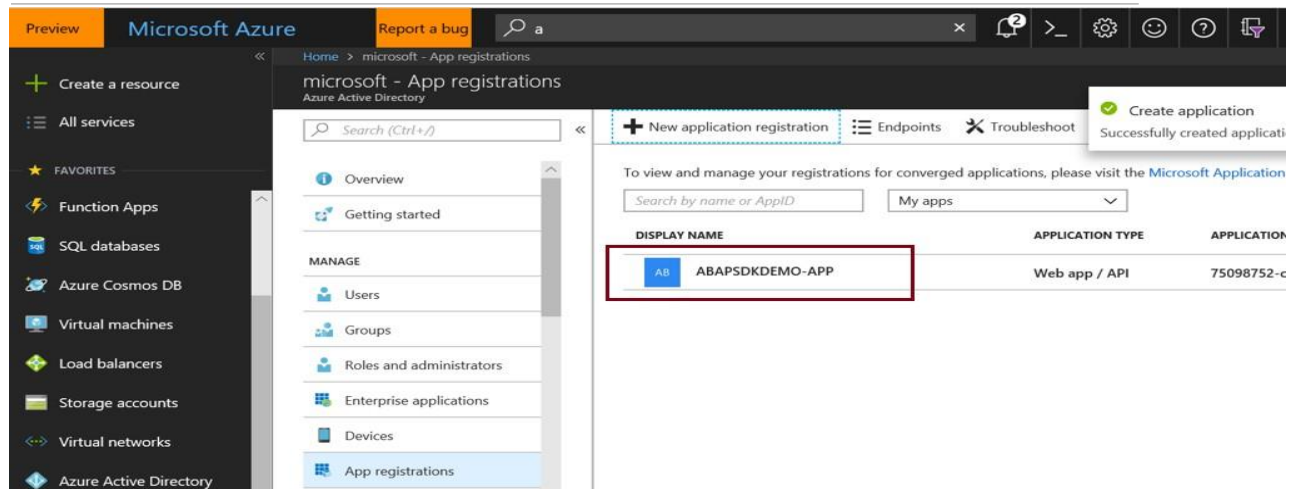 Preview Microsoft Azure Report a bug a × 2 >_
« Home > microsoft - App registrations
microsoft - App registrations
Azure Active Directory
Create a resource
All services
FAVORITES
Function Apps
SQL databases
Azure Cosmos DB
Virtual machines
Load balancers
Storage accounts
Virtual networks
Azure Active Directory
Search (Ctrl+/) «
Overview
Getting started
MANAGE
Users
Groups
Roles and administrators
Enterprise applications
Devices
App registrations
New application registration Endpoints Troubleshoot
Create application
Successfully created applicati
To view and manage your registrations for converged applications, please visit the Microsoft Application
Search by name or AppID My apps
DISPLAY NAME APPLICATION TYPE APPLICATION
AB ABAPSDKDEMO-APP Web app / API 75098752-c